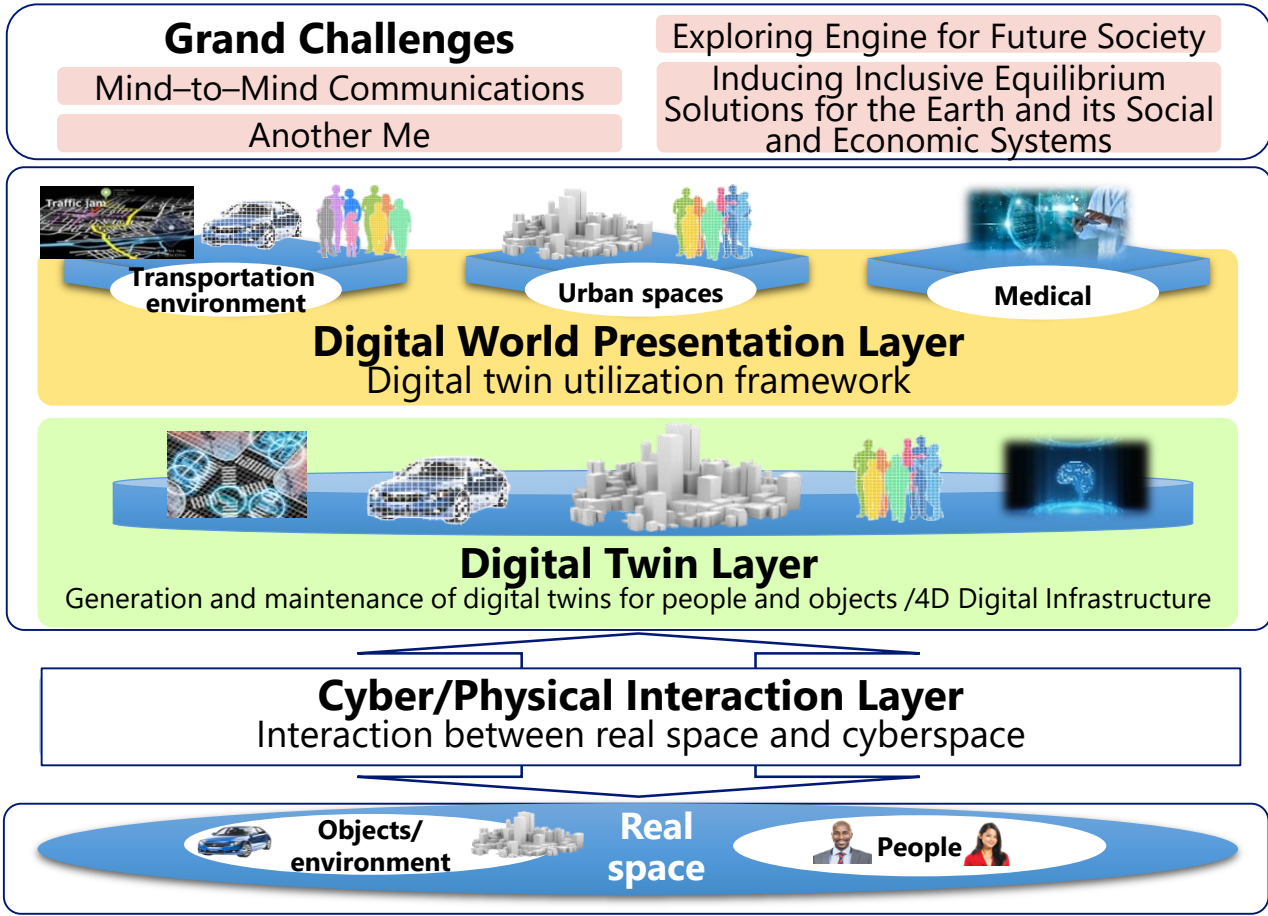 Grand Challenges
Mind–to–Mind Communications
Another Me
Exploring Engine for Future Society
Inducing Inclusive Equilibrium
Solutions for the Earth and its Social
and Economic Systems
Traffic jam
Transportation
environment
Urban spaces
Medical
Digital World Presentation Layer
Digital twin utilization framework
Digital Twin Layer
Generation and maintenance of digital twins for people and objects /4D Digital Infrastructure
Cyber/Physical Interaction Layer
Interaction between real space and cyberspace
Objects/
environment
Real
space
People